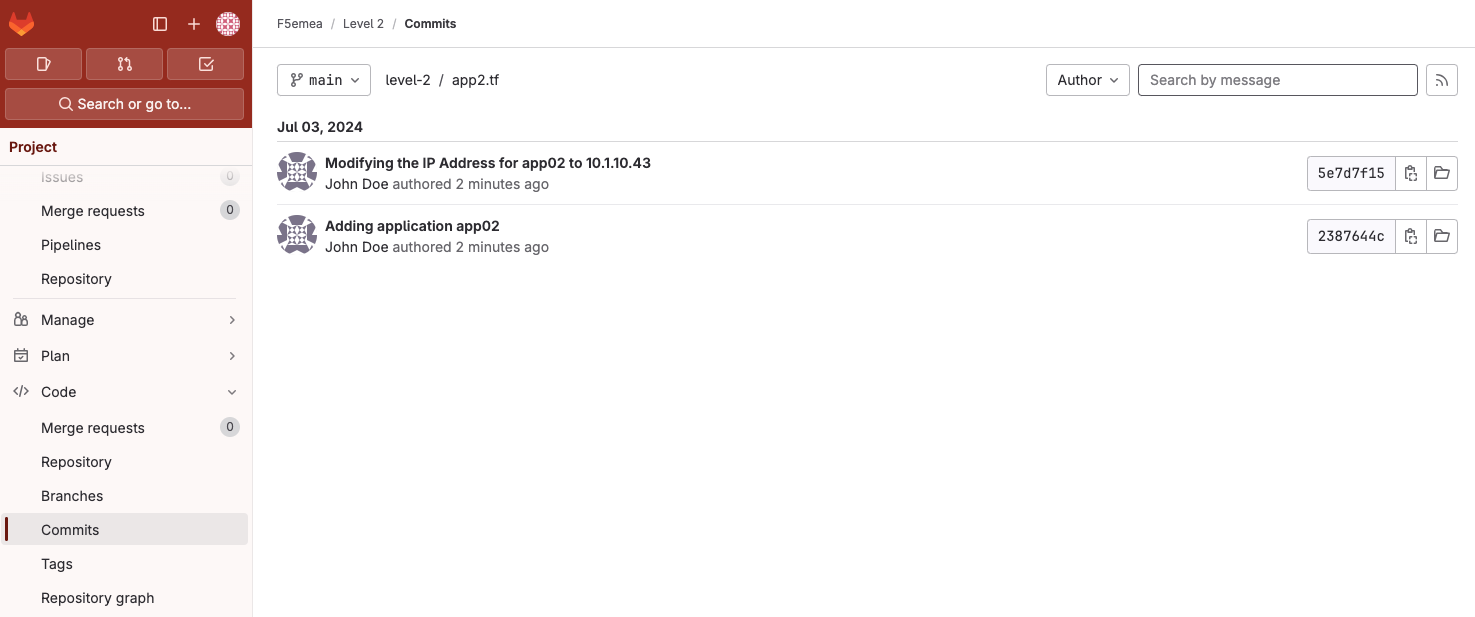 Search or go to...
Project
Issues 0
Merge requests 0
Pipelines
Repository
Manage
Plan
Code
Merge requests 0
Repository
Branches
Commits
Tags
Repository graph
F5emea / Level 2 / Commits
main level-2 / app2.tf Author Search by message
Jul 03, 2024
Modifying the IP Address for app02 to 10.1.10.43
John Doe authored 2 minutes ago
5e7d7f15
Adding application app02
John Doe authored 2 minutes ago
2387644c